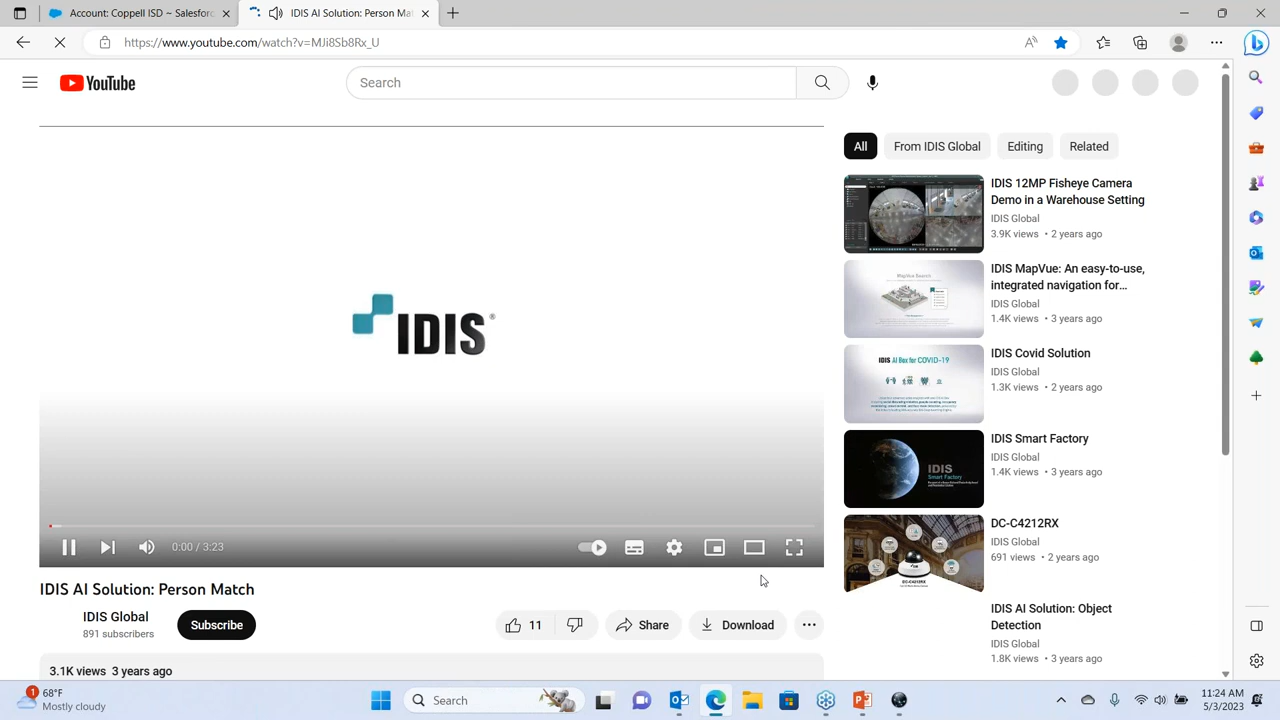 Account: Coppell ISD ~ Salesforc
IDIS AI Solution: Person Mat
https://www.youtube.com/watch?v=MJi8Sb8Rx_U
YouTube
Search
All
From IDIS Global
Editing
Related
IDIS®
IDIS 12MP Fisheye Camera
Demo in a Warehouse Setting
IDIS Global
3.9K views • 2 years ago
MapVue Search
IDIS MapVue: An easy-to-use,
integrated navigation for...
IDIS Global
1.4K views • 3 years ago
IDIS AI Box for COVID-19
IDIS Covid Solution
IDIS Global
1.3K views • 2 years ago
IDIS
Smart Factory
IDIS Smart Factory
IDIS Global
1.4K views • 3 years ago
DC-C4212RX
DC-C4212RX
IDIS Global
691 views • 2 years ago
IDIS AI Solution: Object
Detection
IDIS Global
1.8K views • 3 years ago
0:00 / 3:23
IDIS AI Solution: Person Match
IDIS Global
891 subscribers
Subscribe
11
Share
Download
3.1K views 3 years ago
1
68°F
Mostly cloudy
Search
11:24 AM
5/3/2023